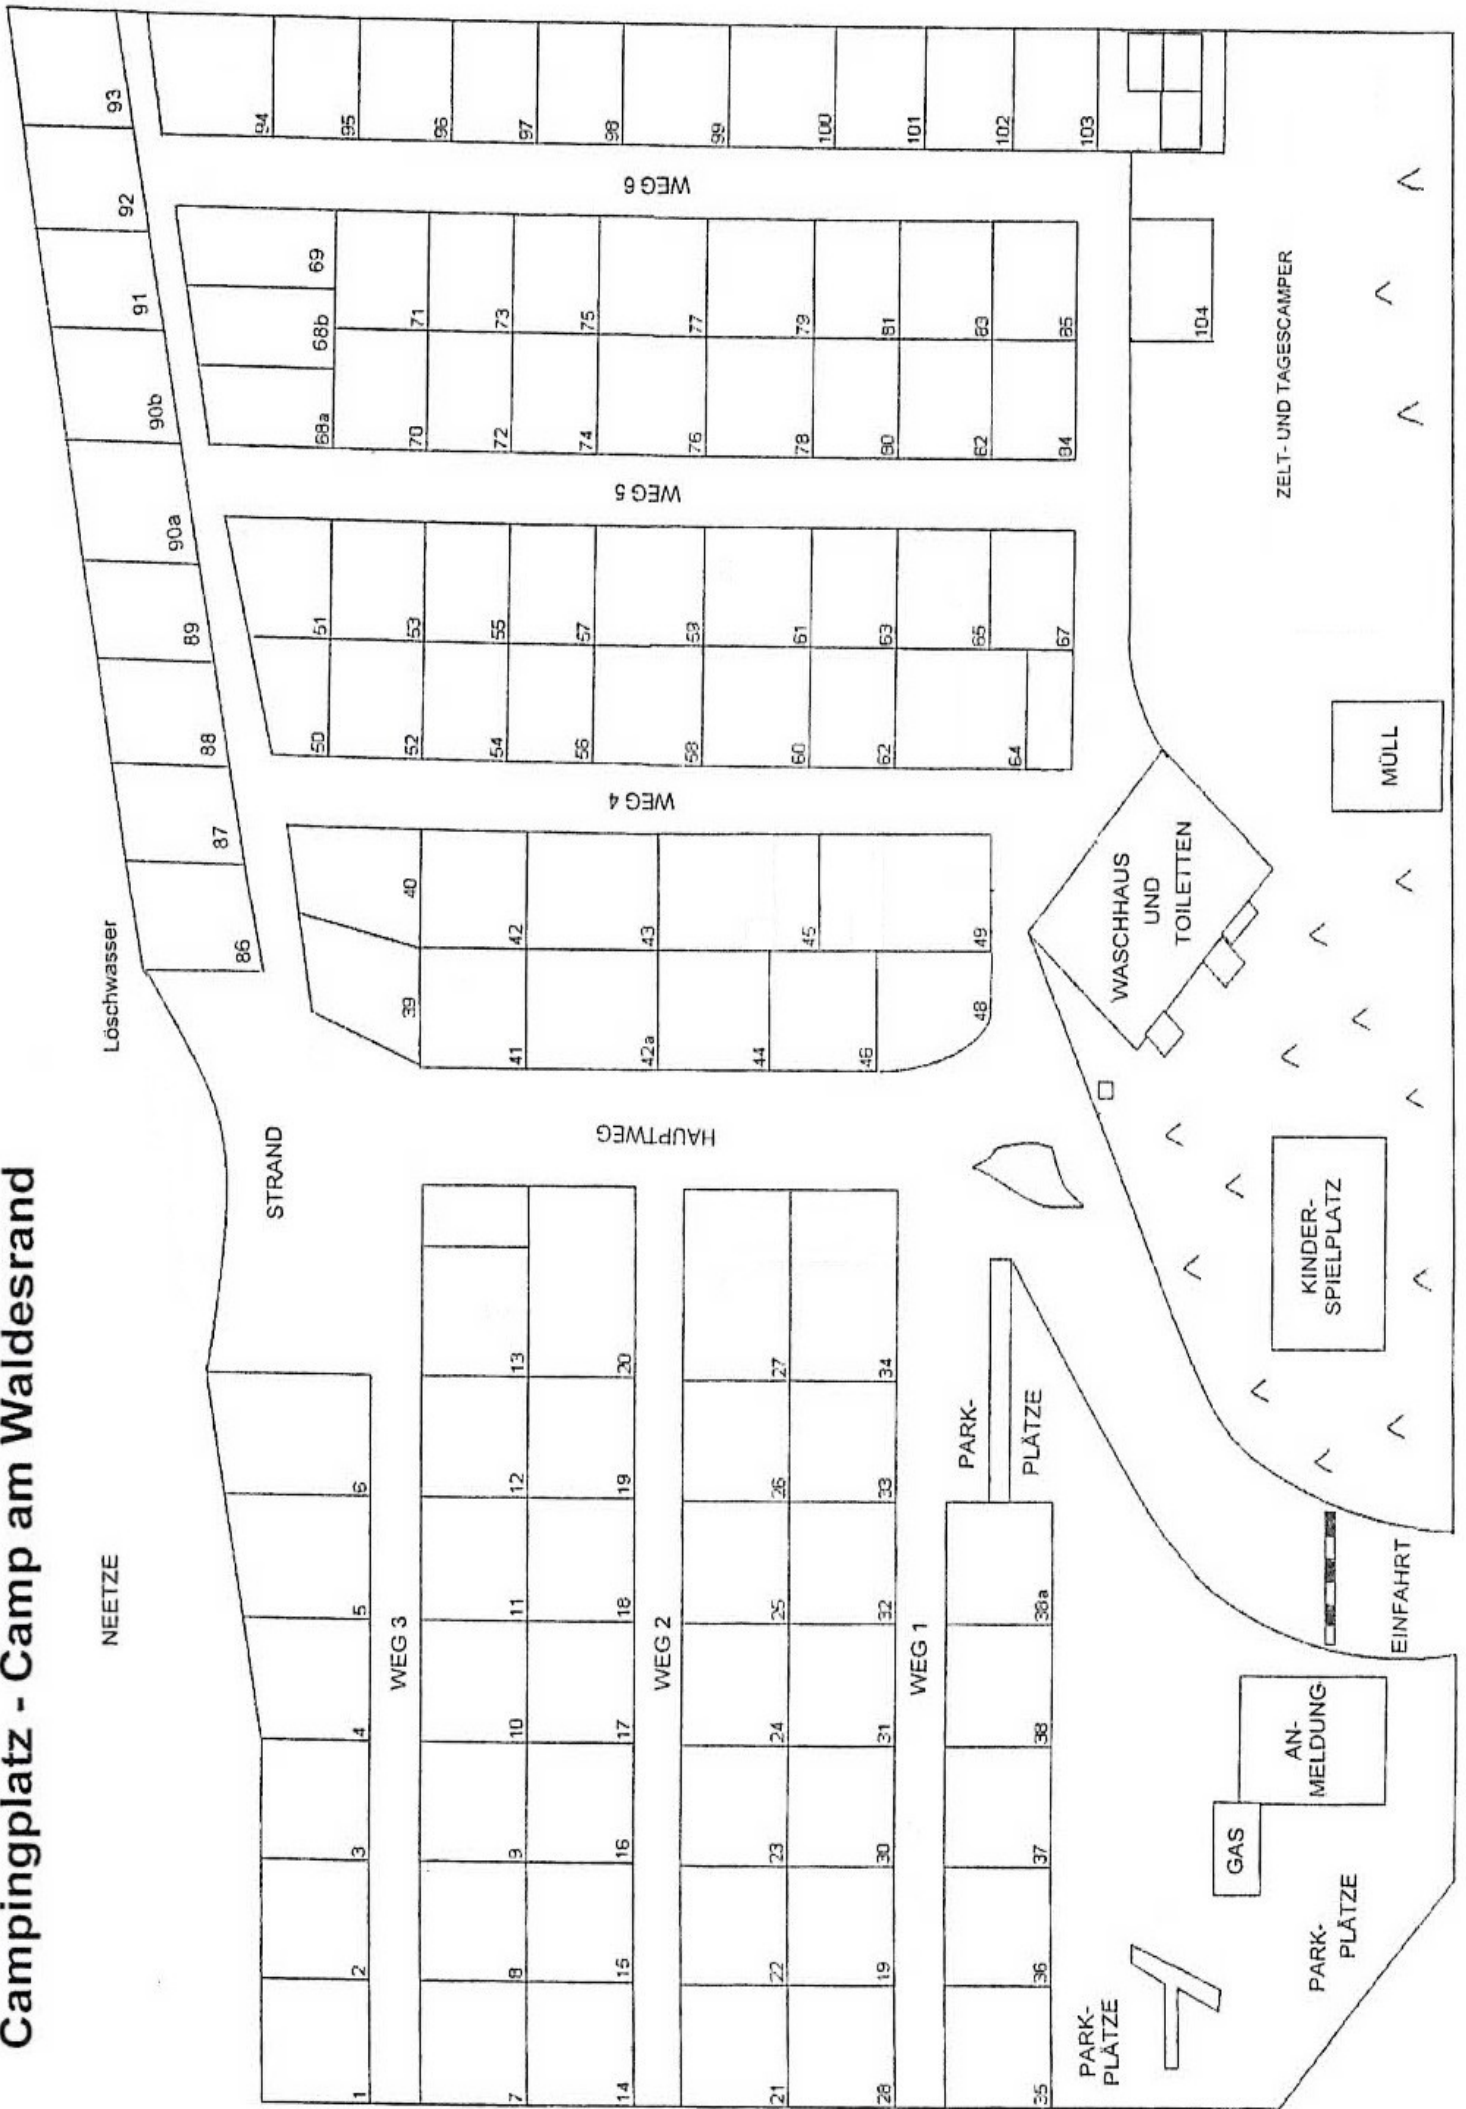 Campingplatz - Camp am Waldesrand
NEETZE
Löschwasser
STRAND
86
87
88
89
90a
90b
91
92
93
1
2
3
4
5
6
WEG 3
7
8
9
10
11
12
13
14
15
16
17
18
19
20
WEG 2
21
22
23
24
25
26
27
28
19
30
31
32
33
34
WEG 1
35
36
37
38
38a
PARK-
PLÄTZE
HAUPTWEG
39
40
41
42
42a
43
44
45
46
48
49
WEG 4
50
51
52
53
54
55
56
57
58
59
60
61
62
63
64
65
67
WEG 5
68a
68b
69
70
71
72
73
74
75
76
77
78
79
80
81
82
83
84
85
WEG 6
94
95
96
97
98
99
100
101
102
103
104
WASCHHAUS
UND
TOILETTEN
ZELT- UND TAGESCAMPER
MÜLL
KINDER-
SPIELPLATZ
EINFAHRT
AN-
MELDUNG
GAS
PARK-
PLÄTZE
PARK-
PLÄTZE